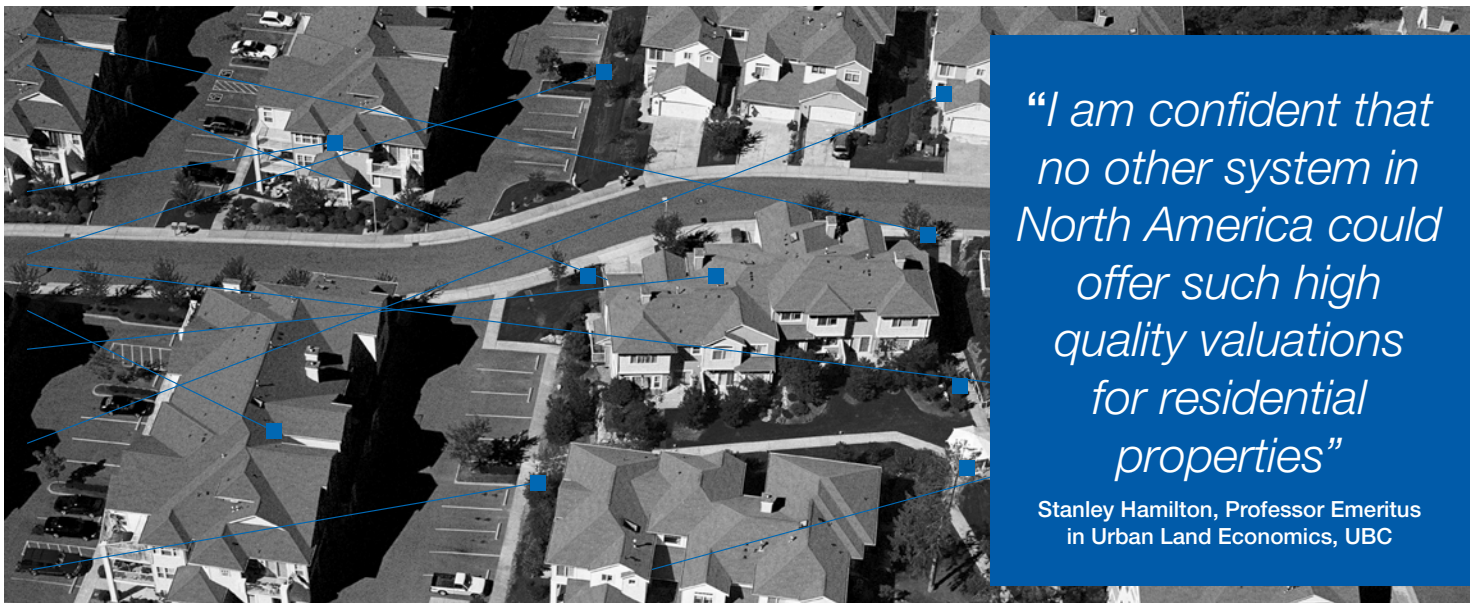 “I am confident that
no other system in
North America could
offer such high
quality valuations
for residential
properties”
Stanley Hamilton, Professor Emeritus
in Urban Land Economics, UBC